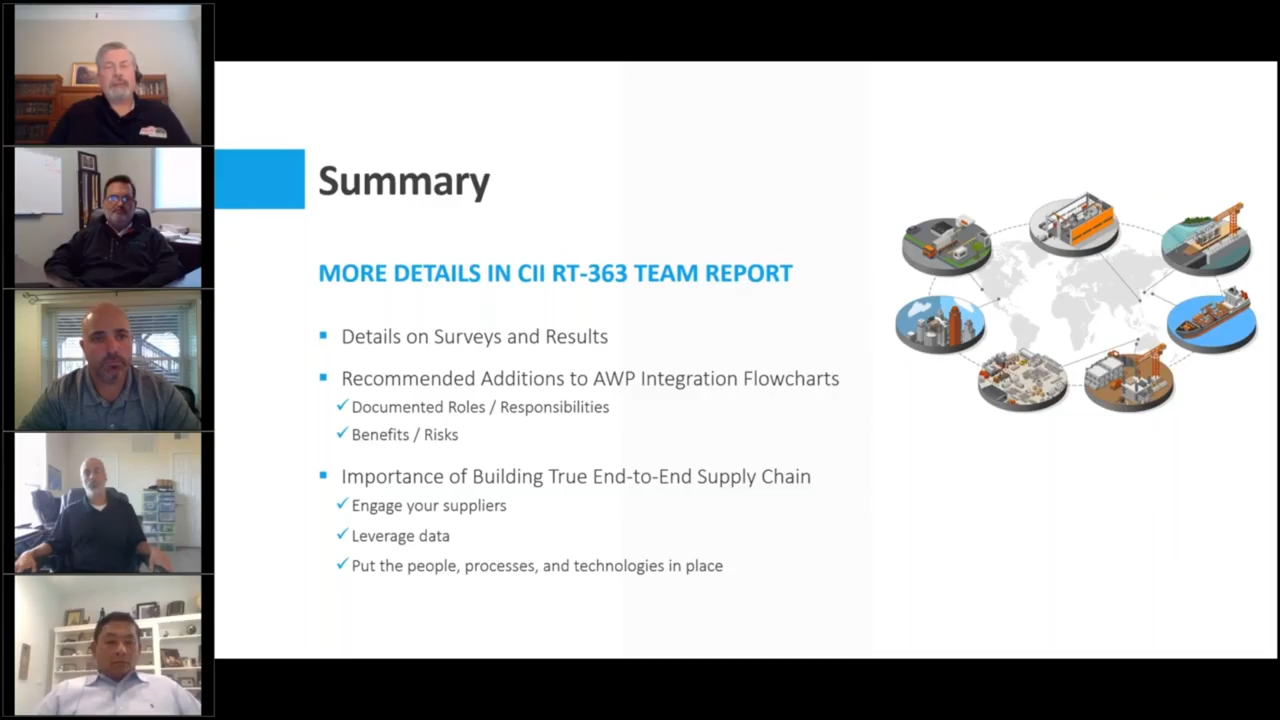 Summary
MORE DETAILS IN CII RT-363 TEAM REPORT
Details on Surveys and Results
Recommended Additions to AWP Integration Flowcharts
Documented Roles / Responsibilities
Benefits / Risks
Importance of Building True End-to-End Supply Chain
Engage your suppliers
Leverage data
Put the people, processes, and technologies in place